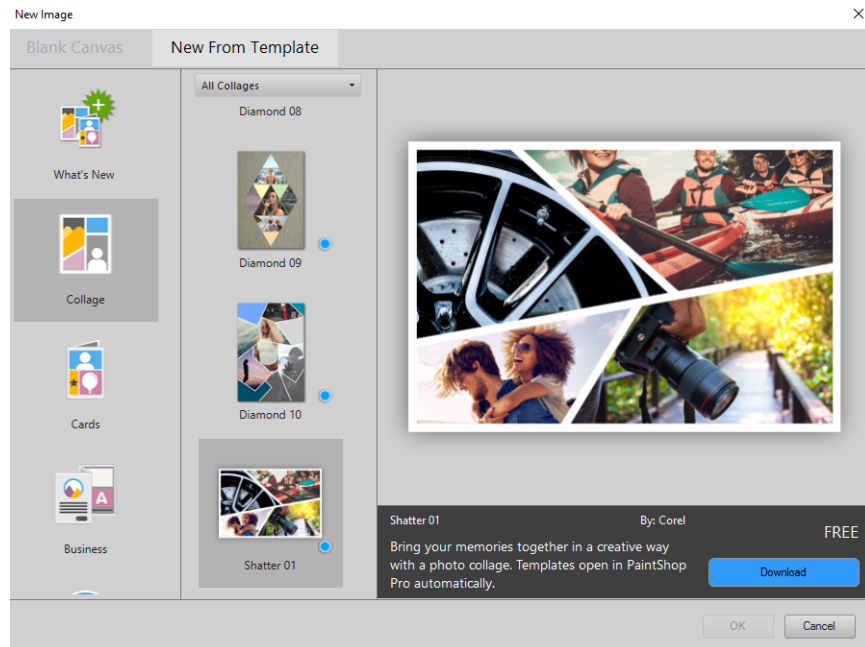 New Image
Blank Canvas
New From Template
What's New
Collage
Cards
Business
All Collages
Diamond 08
Diamond 09
Diamond 10
Shatter 01
Shatter 01
By: Corel
Bring your memories together in a creative way
with a photo collage. Templates open in PaintShop
Pro automatically.
FREE
Download
OK
Cancel